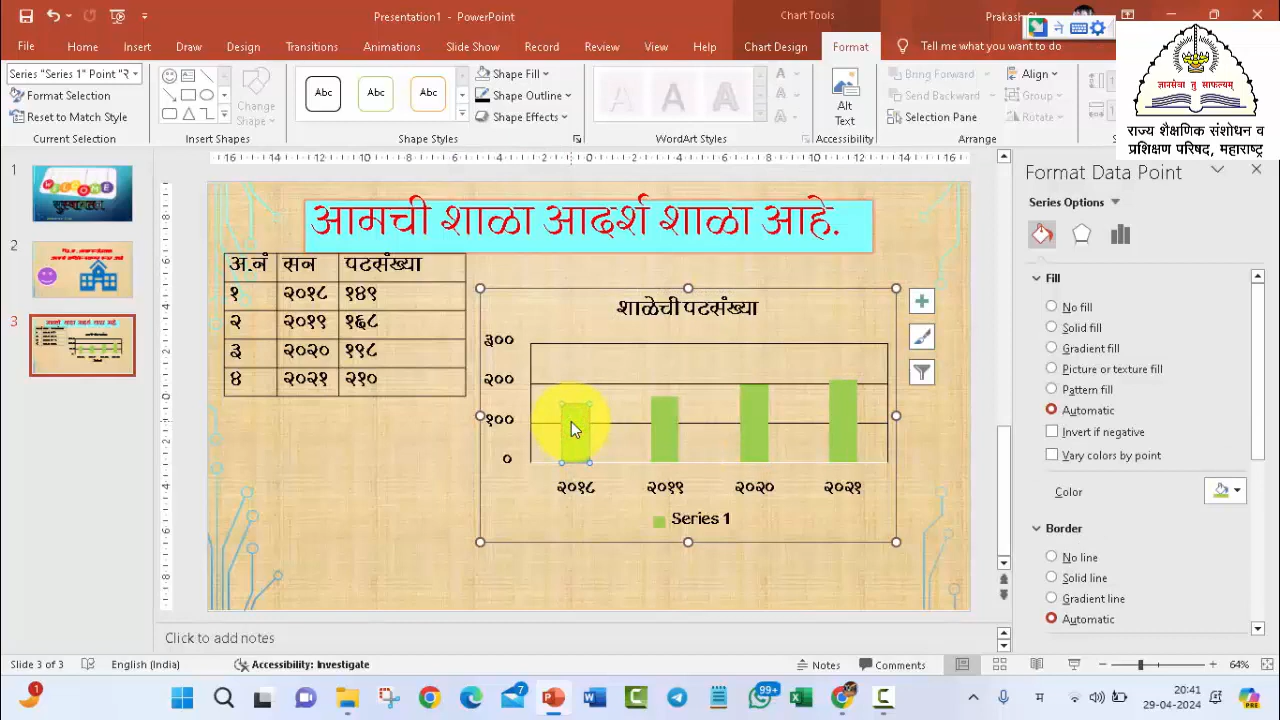 Presentation1 - PowerPoint
Chart Tools
File Home Insert Draw Design Transitions Animations Slide Show Record Review View Help Chart Design Format Tell me what you want to do
Shape Fill
Shape Outline
Shape Effects
Format Selection
Reset to Match Style
Change
Shape
Abc Abc Abc
Alt
Text
Bring Forward
Send Backward
Selection Pane
Align
Group
Rotate
Current Selection Insert Shapes Shape Styles WordArt Styles Accessibility Arrange
ज्ञानसेवा तु साफल्यम्
राज्य शैक्षणिक संशोधन व
प्रशिक्षण परिषद, महाराष्ट्र
1
2
3
आमची शाळा आदर्श शाळा आहे.
अ.नं सन पटसंख्या
१ २०१८ १४९
२ २०१९ १६८
३ २०२० १९८
४ २०२१ २१०
शाळेची पटसंख्या
३००
२००
१००
०
२०१८ २०१९ २०२० २०२१
Series 1
Format Data Point
Series Options
Fill
No fill
Solid fill
Gradient fill
Picture or texture fill
Pattern fill
Automatic
Invert if negative
Vary colors by point
Color
Border
No line
Solid line
Gradient line
Automatic
Click to add notes
Slide 3 of 3 English (India) Accessibility: Investigate Notes Comments 64%
20:41
29-04-2024